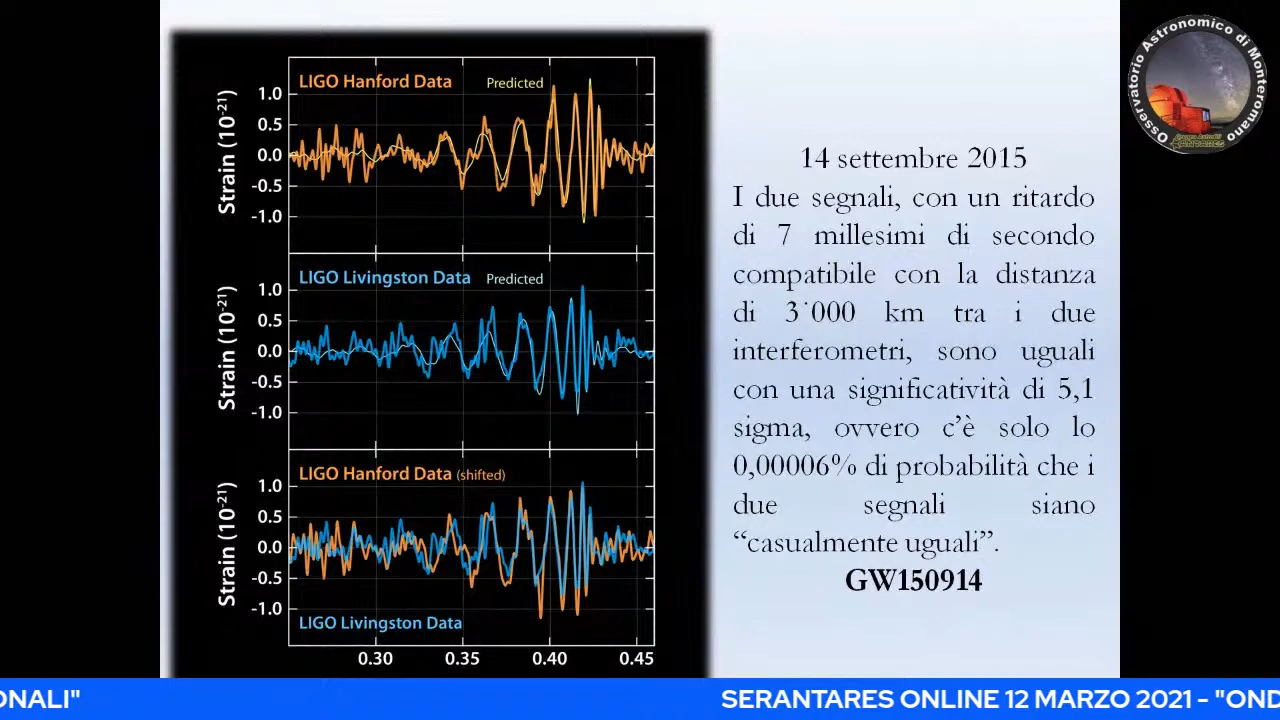 LIGO Hanford Data
Predicted
1.0
0.5
0.0
-0.5
-1.0
Strain (10⁻²¹)
LIGO Livingston Data
Predicted
1.0
0.5
0.0
-0.5
-1.0
Strain (10⁻²¹)
LIGO Hanford Data (shifted)
1.0
0.5
0.0
-0.5
-1.0
Strain (10⁻²¹)
LIGO Livingston Data
0.30 0.35 0.40 0.45
14 settembre 2015
I due segnali, con un ritardo
di 7 millesimi di secondo
compatibile con la distanza
di 3˙000 km tra i due
interferometri, sono uguali
con una significatività di 5,1
sigma, ovvero c’è solo lo
0,00006% di probabilità che i
due segnali siano
“casualmente uguali”.
GW150914
Osservatorio Astronomico di Monteromano
ANTARES
ONALI" SERANTARES ONLINE 12 MARZO 2021 - "OND